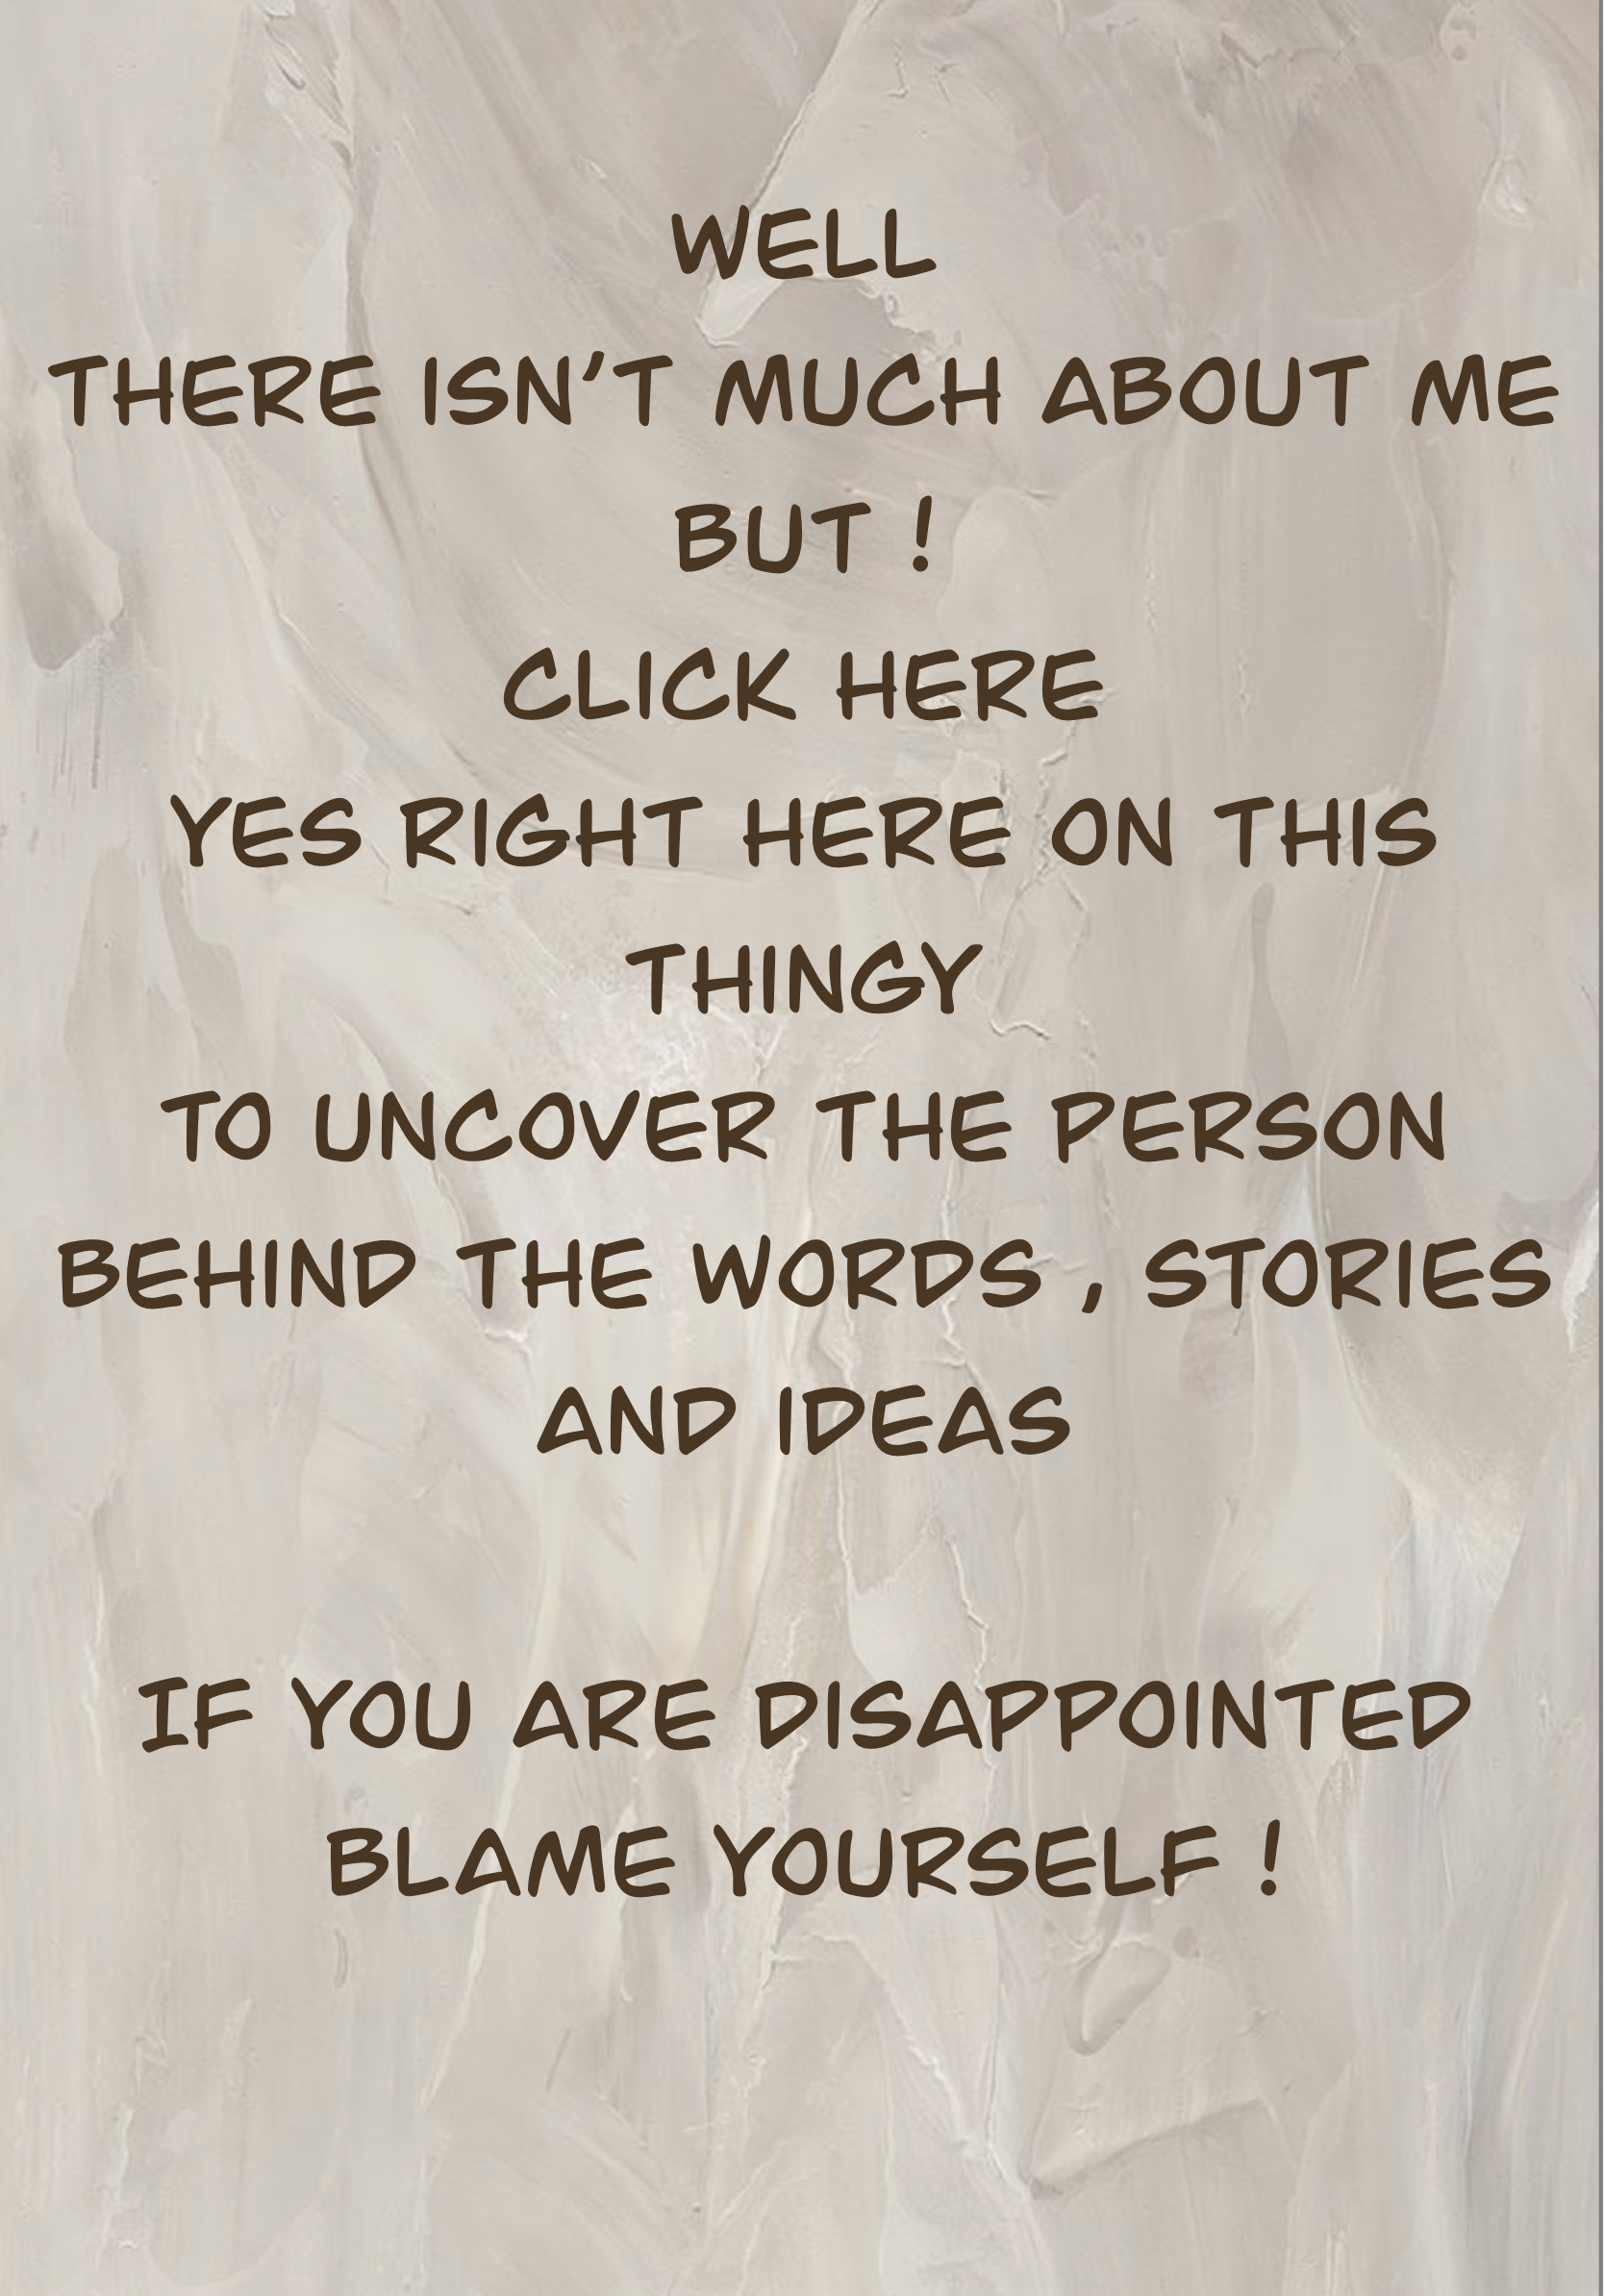 WELL
THERE ISN'T MUCH ABOUT ME
BUT !
CLICK HERE
YES RIGHT HERE ON THIS
THINGY
TO UNCOVER THE PERSON
BEHIND THE WORDS , STORIES
AND IDEAS
IF YOU ARE DISAPPOINTED
BLAME YOURSELF !